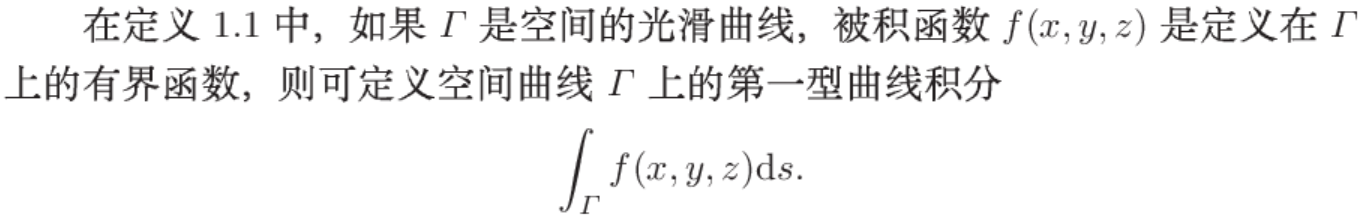 在定义 1.1 中，如果 Γ 是空间的光滑曲线，被积函数 f(x, y, z) 是定义在 Γ
上的有界函数，则可定义空间曲线 Γ 上的第一型曲线积分
∫_Γ f(x, y, z)ds.